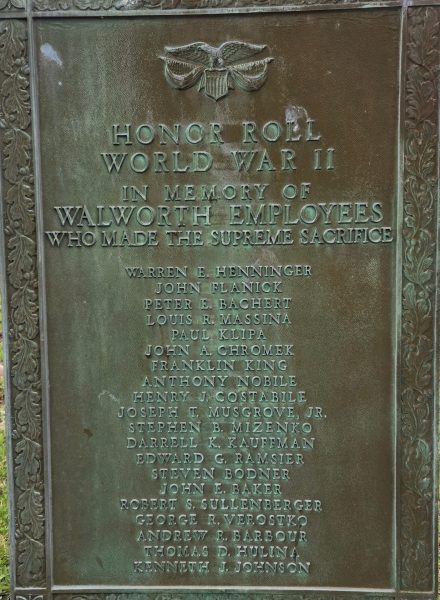 HONOR ROLL
WORLD WAR II
IN MEMORY OF
WALWORTH EMPLOYEES
WHO MADE THE SUPREME SACRIFICE
WARREN E. HENNINGER
JOHN PLANICK
PETER E. BACHERT
LOUIS R. MASSINA
PAUL KLIPA
JOHN A. CHROMEK
FRANKLIN KING
ANTHONY NOBILE
HENRY J. COSTABILE
JOSEPH T. MUSGROVE, JR.
STEPHEN B. MIZENKO
DARRELL K. KAUFFMAN
EDWARD G. RAMSIER
STEVEN BODNER
JOHN E. BAKER
ROBERT S. SULLENBERGER
GEORGE R. VEROSTKO
ANDREW R. BARBOUR
THOMAS D. HULINA
KENNETH J. JOHNSON